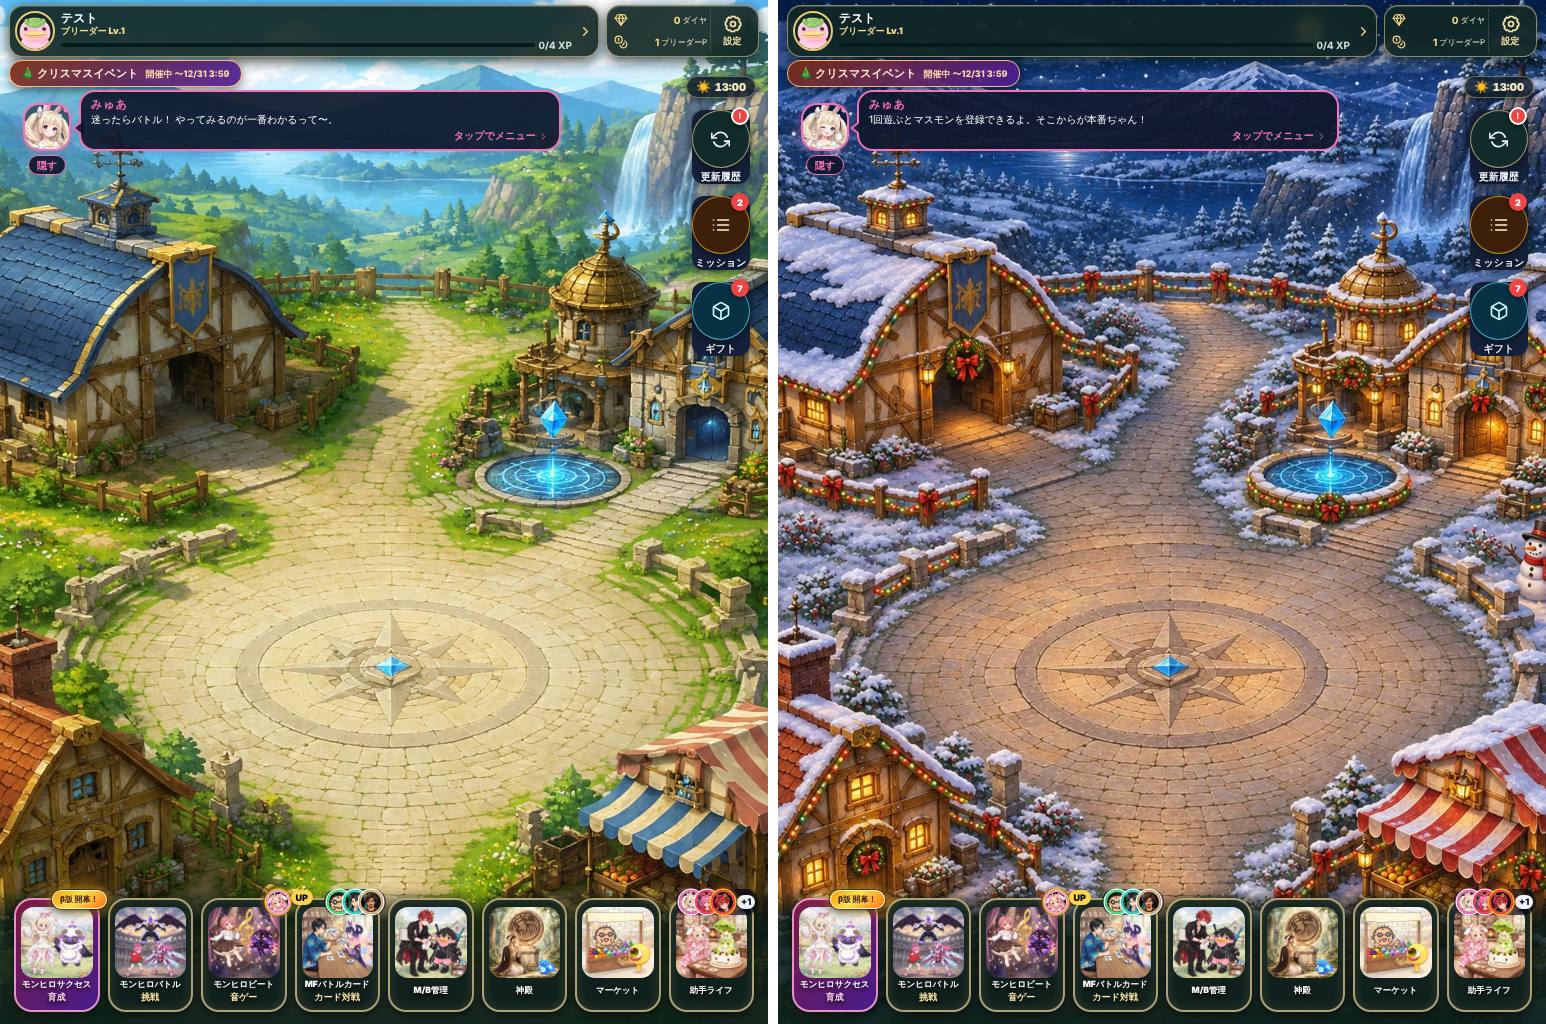 テスト
ブリーダー Lv.1
0/4 XP
0 ダイヤ
1 ブリーダーP
設定
クリスマスイベント 開催中 〜12/31 3:59
13:00
みゅあ
迷ったらバトル！ やってみるのが一番わかるって〜。
タップでメニュー
隠す
!
更新履歴
2
ミッション
7
ギフト
β版 開幕！
UP
+1
モンヒロサクセス
育成
モンヒロバトル
挑戦
モンヒロビート
音ゲー
MFバトルカード
カード対戦
M/B管理
神殿
マーケット
助手ライフ
テスト
ブリーダー Lv.1
0/4 XP
0 ダイヤ
1 ブリーダーP
設定
クリスマスイベント 開催中 〜12/31 3:59
13:00
みゅあ
1回遊ぶとマスモンを登録できるよ。そこからが本番ぢゃん！
タップでメニュー
隠す
!
更新履歴
2
ミッション
7
ギフト
β版 開幕！
UP
+1
モンヒロサクセス
育成
モンヒロバトル
挑戦
モンヒロビート
音ゲー
MFバトルカード
カード対戦
M/B管理
神殿
マーケット
助手ライフ